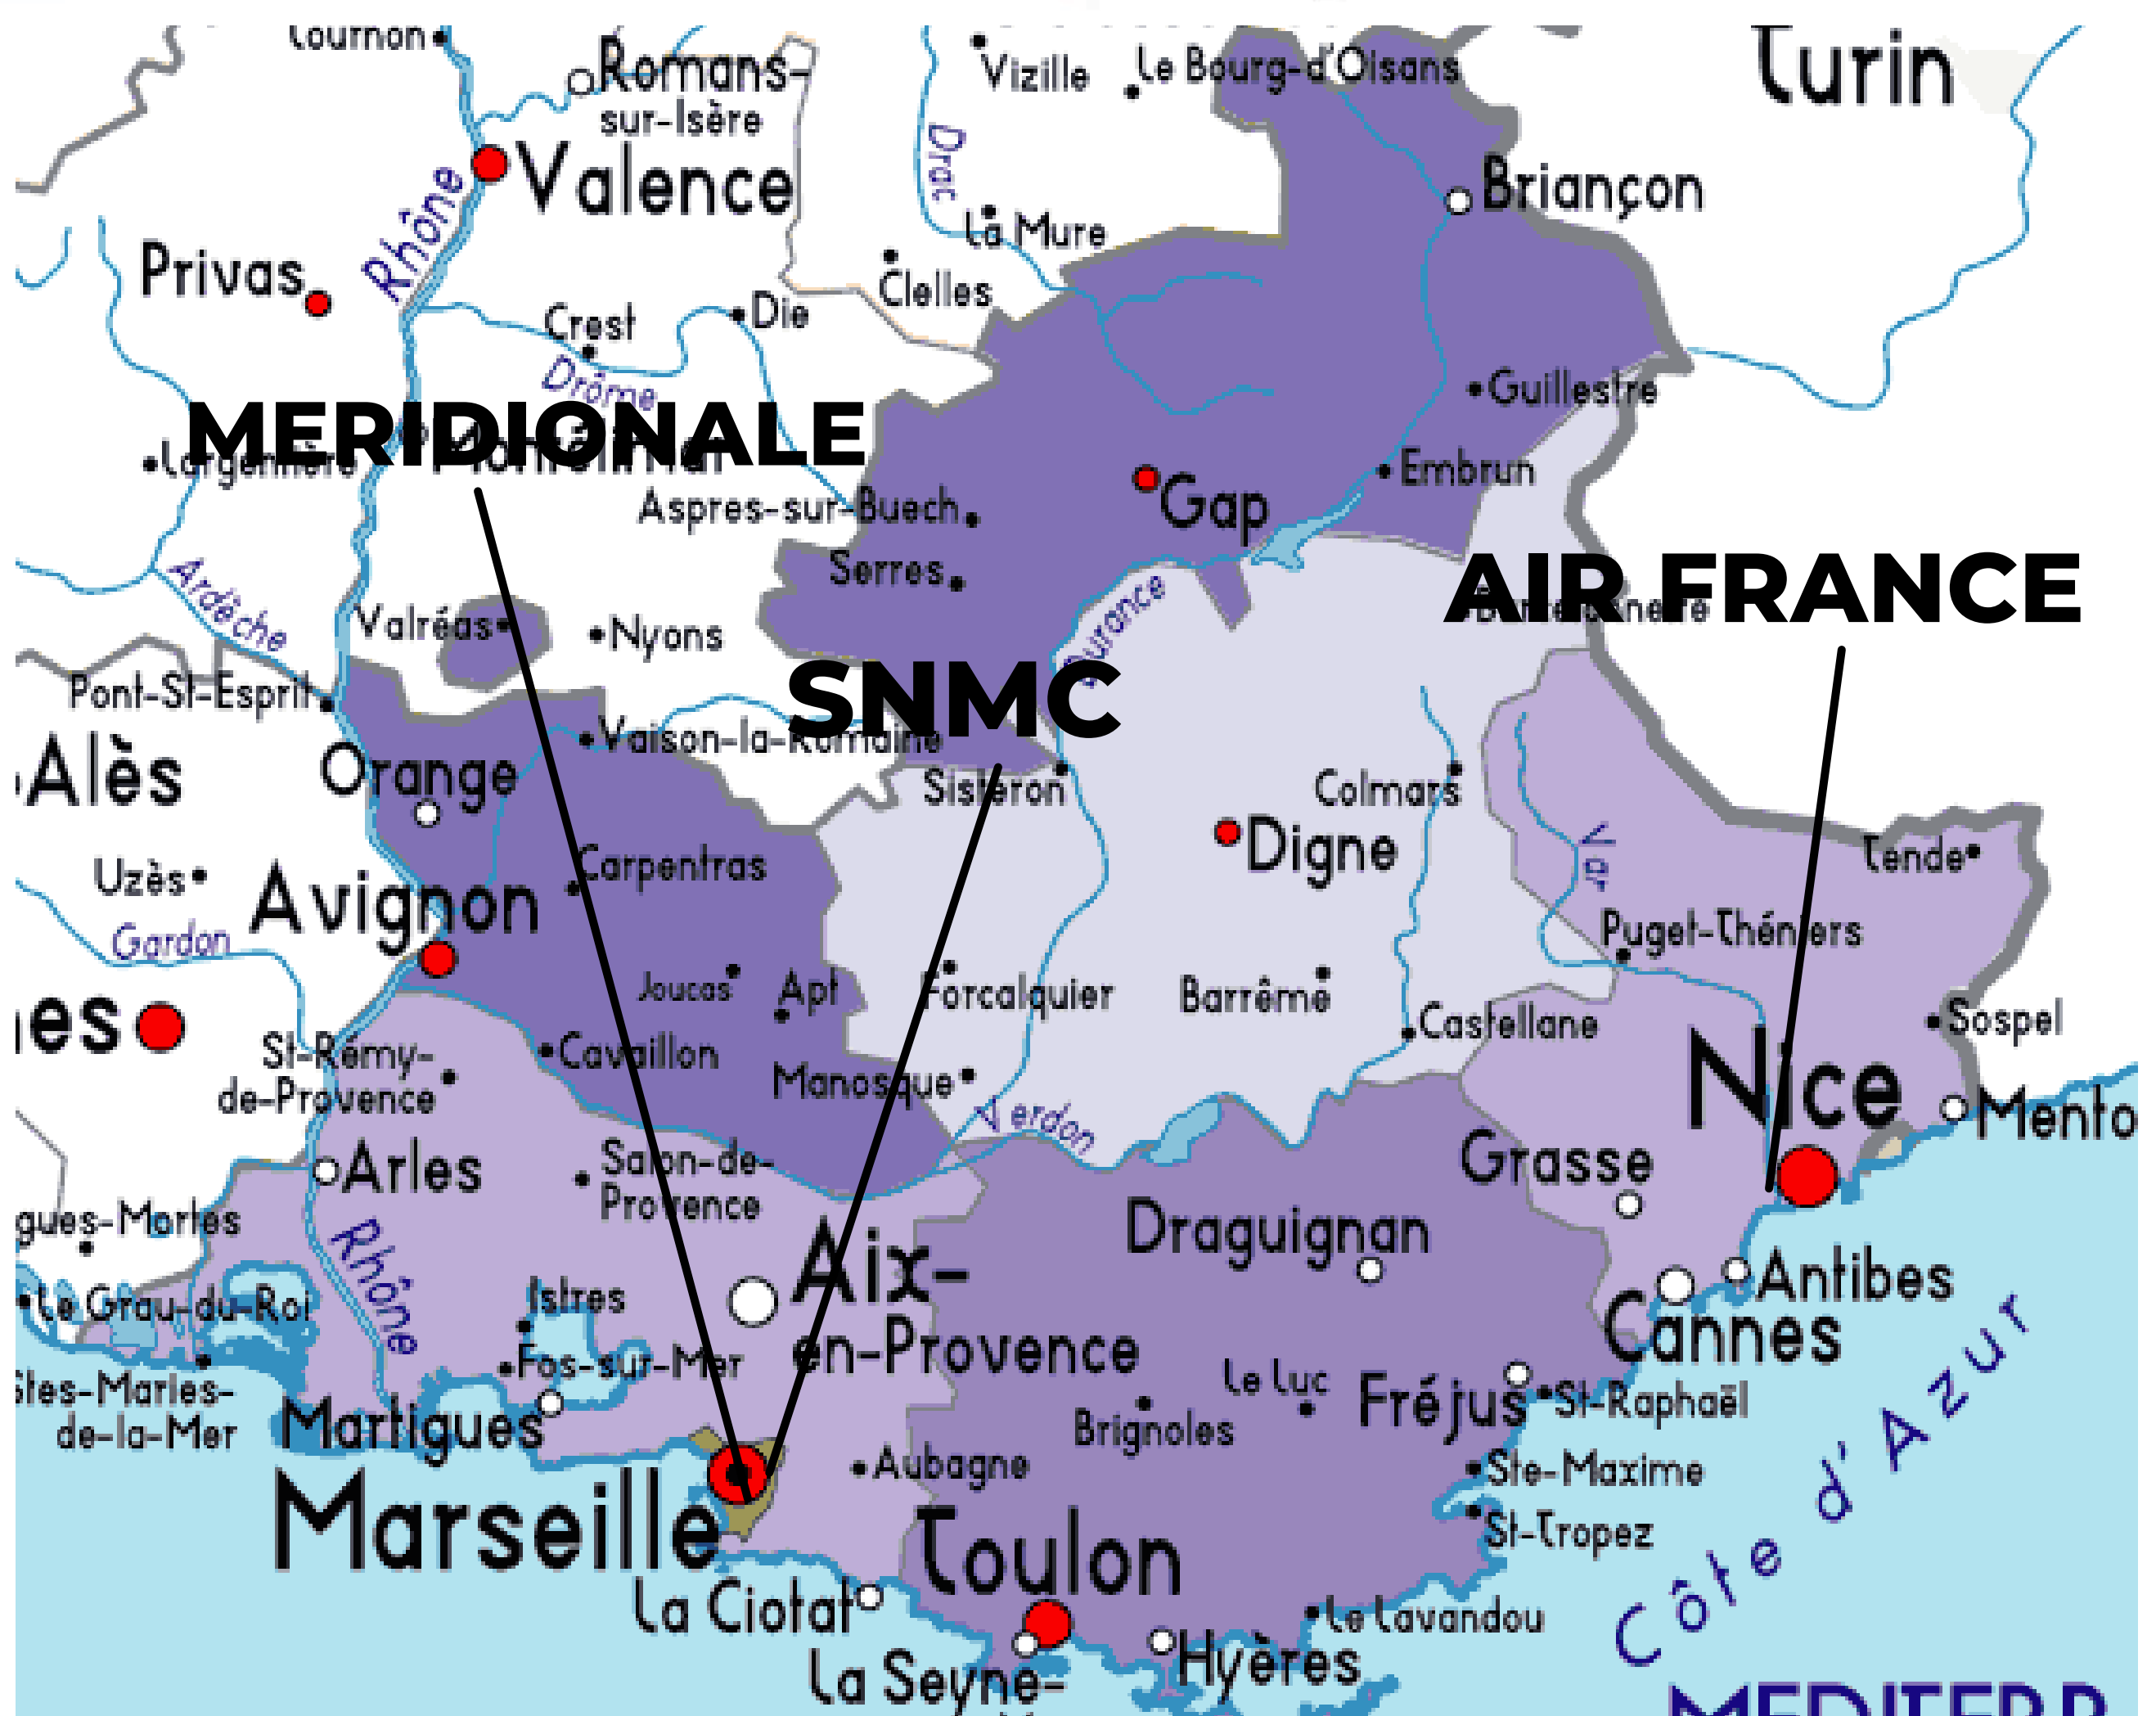 Tournon
Romans-
sur-Isère
Vizille
Le Bourg-d'Oisans
Turin
Valence
Drac
Briançon
Rhône
La Mure
Privas
Clelles
Crest
Die
Drôme
Guillestre
MERIDIONALE
Largentière
Embrun
Aspres-sur-Buech
Gap
Serres
AIR FRANCE
Ardèche
Durance
Valréas
Nyons
SNMC
Pont-St-Esprit
Vaison-la-Romaine
Alès
Orange
Sisteron
Colmars
Digne
Var
Tende
Carpentras
Uzès
Avignon
Gardon
Puget-Théniers
Joucas
Apt
Forcalquier
Barrême
Castellane
Sospel
es
St-Rémy-
de-Provence
Cavaillon
Manosque
Nice
Verdon
Mento
Arles
Salon-de-
Provence
Grasse
gues-Mortes
Draguignan
Rhône
Aix-
en-Provence
Antibes
Le Grau-du-Roi
Istres
Cannes
Fos-sur-Mer
Stes-Maries-
de-la-Mer
Martigues
Le Luc
Fréjus
St-Raphaël
Brignoles
Aubagne
Ste-Maxime
Côte d'Azur
Marseille
St-Tropez
Toulon
La Ciotat
Le Lavandou
Hyères
La Seyne-
MEDITERR